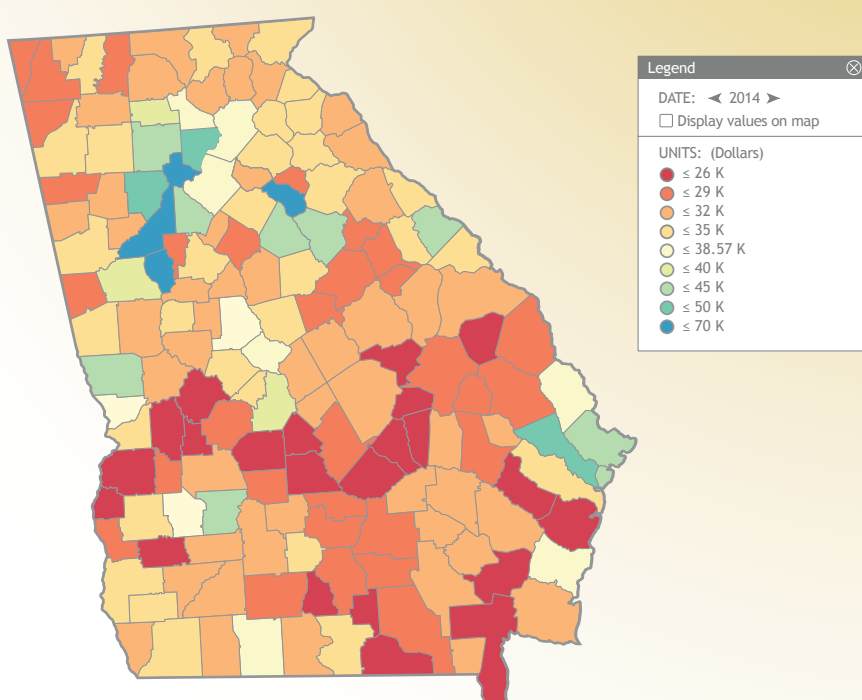 Legend
DATE: 2014
Display values on map
UNITS: (Dollars)
≤ 26 K
≤ 29 K
≤ 32 K
≤ 35 K
≤ 38.57 K
≤ 40 K
≤ 45 K
≤ 50 K
≤ 70 K